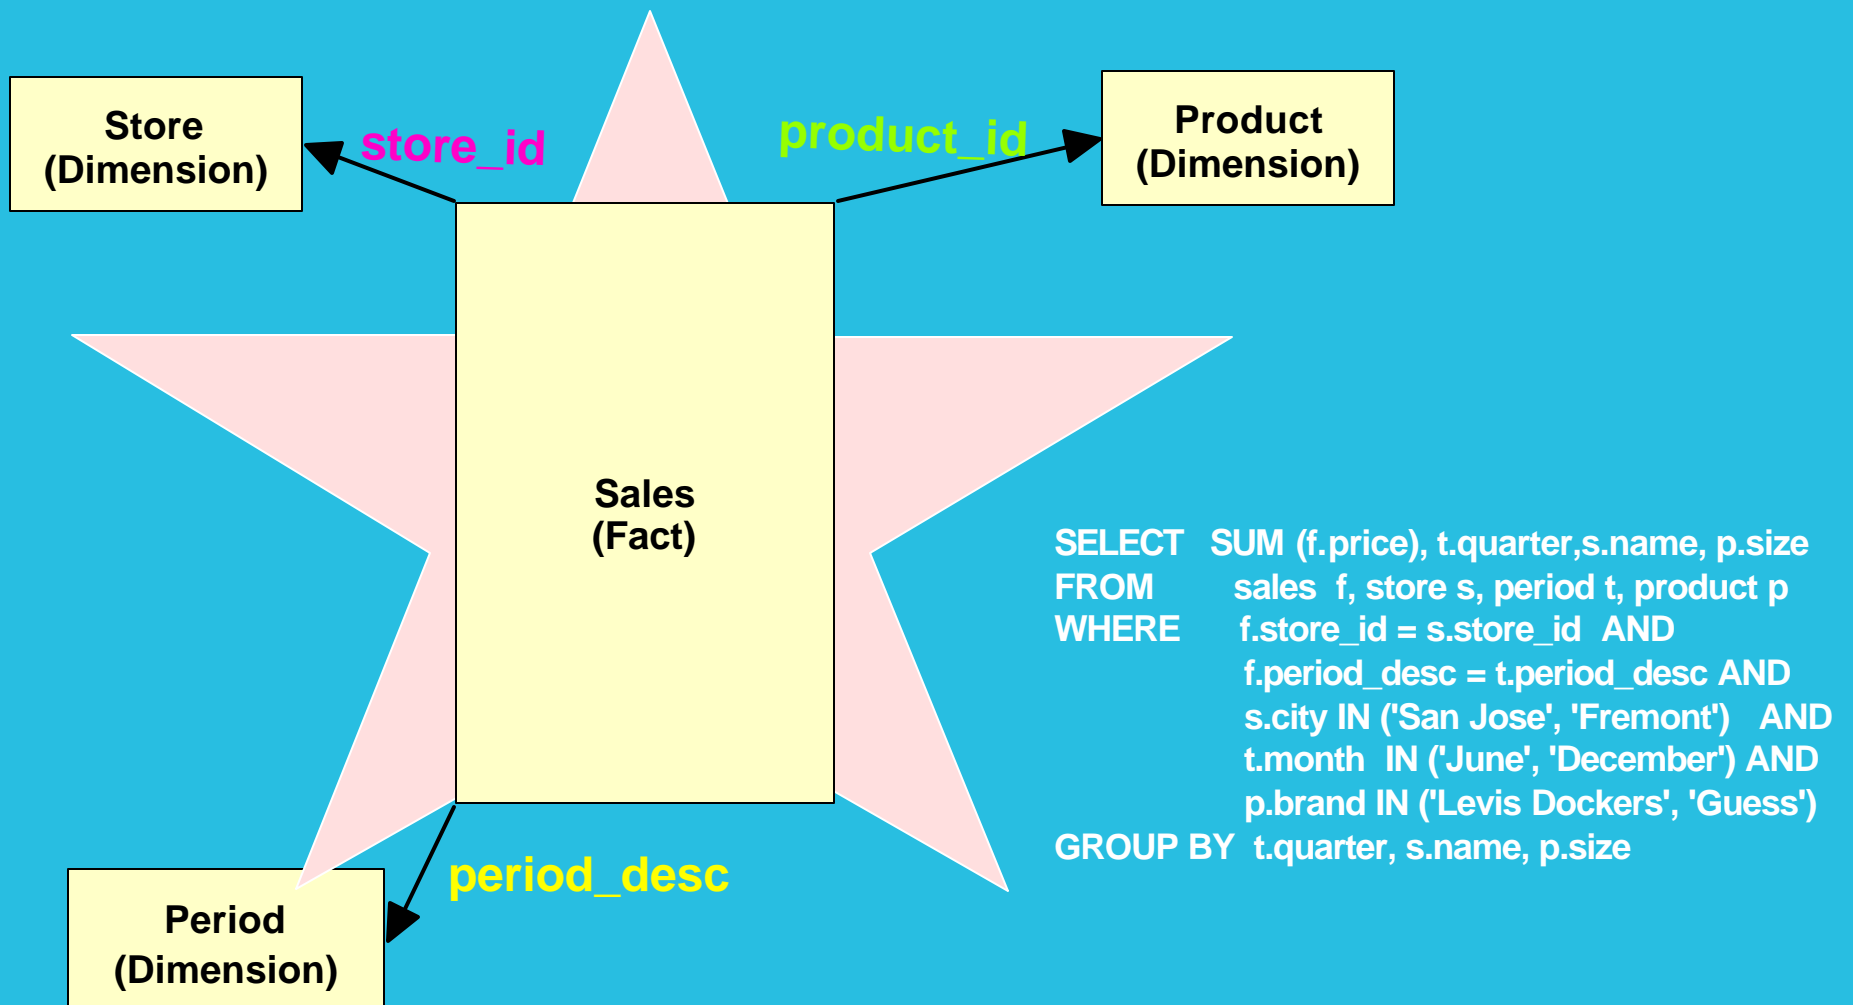 Store
(Dimension)
store_id
product_id
Product
(Dimension)
Sales
(Fact)
SELECT SUM (f.price), t.quarter,s.name, p.size
FROM sales f, store s, period t, product p
WHERE f.store_id = s.store_id AND
f.period_desc = t.period_desc AND
s.city IN ('San Jose', 'Fremont') AND
t.month IN ('June', 'December') AND
p.brand IN ('Levis Dockers', 'Guess')
GROUP BY t.quarter, s.name, p.size
period_desc
Period
(Dimension)